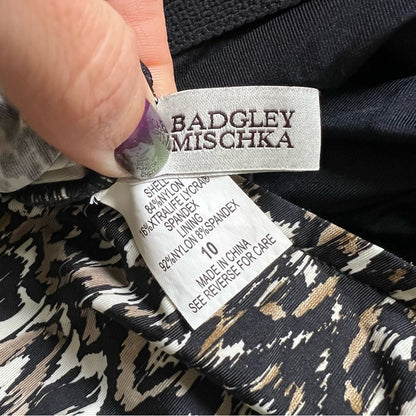 BADGLEY
MISCHKA
SHELL
84%NYLON
16%XTRALIFE LYCRA®
SPANDEX
LINING
92%NYLON 8%SPANDEX
10
MADE IN CHINA
SEE REVERSE FOR CARE